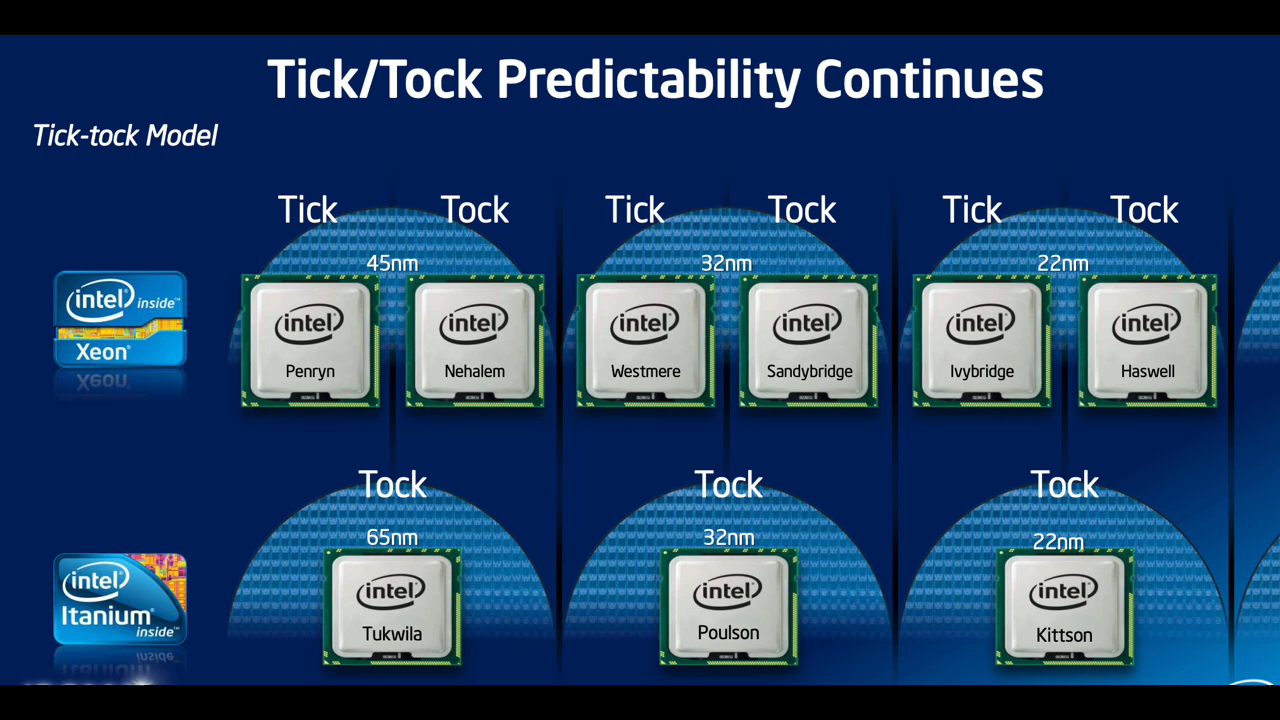 Tick/Tock Predictability Continues
Tick-tock Model
Tick Tock Tick Tock Tick Tock
45nm 32nm 22nm
intel inside™
Xeon®
intel intel intel intel intel intel
Penryn Nehalem Westmere Sandybridge Ivybridge Haswell
Tock Tock Tock
65nm 32nm 22nm
intel
Itanium®
inside™
intel intel intel
Tukwila Poulson Kittson